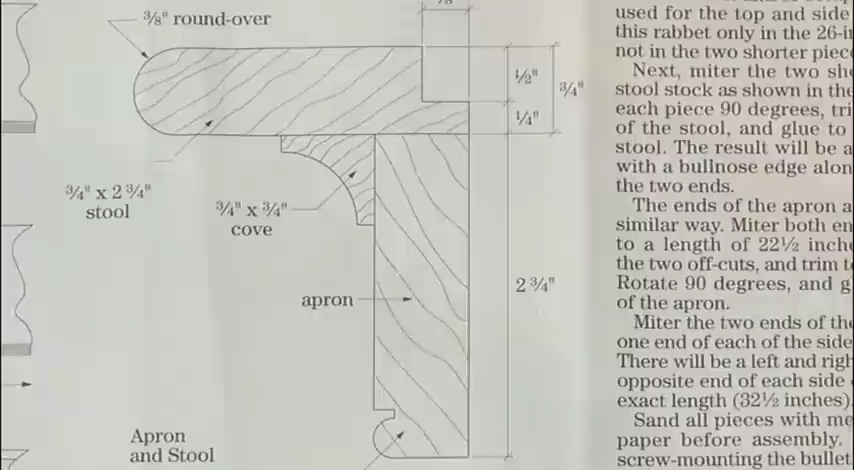 3/8" round-over
1/2"
3/4"
1/4"
3/4" x 2 3/4"
stool
3/4" x 3/4"
cove
apron
2 3/4"
Apron
and Stool
used for the top and side
this rabbet only in the 26-i
not in the two shorter piec
Next, miter the two sh
stool stock as shown in the
each piece 90 degrees, tri
of the stool, and glue to
stool. The result will be a
with a bullnose edge alon
the two ends.
The ends of the apron a
similar way. Miter both en
to a length of 22 1/2 inch
the two off-cuts, and trim t
Rotate 90 degrees, and g
of the apron.
Miter the two ends of the
one end of each of the side
There will be a left and righ
opposite end of each side
exact length (32 1/2 inches)
Sand all pieces with me
paper before assembly.
screw-mounting the bullet